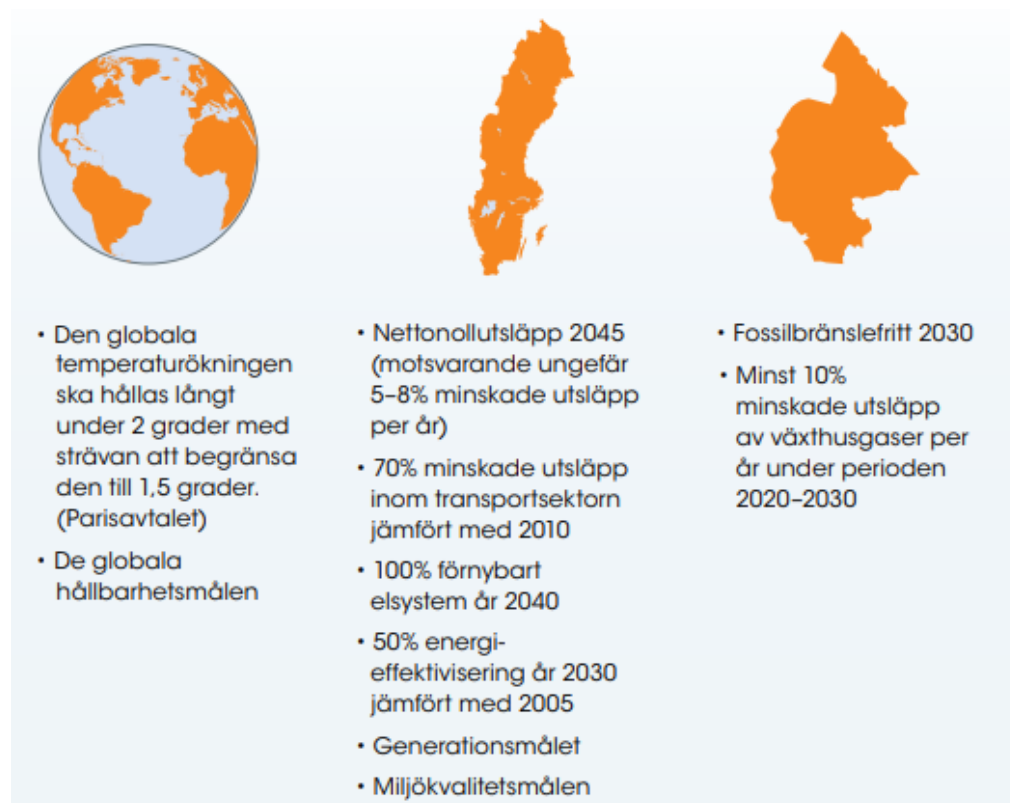 • Den globala
temperaturökningen
ska hållas långt
under 2 grader med
strävan att begränsa
den till 1,5 grader.
(Parisavtalet)
• De globala
hållbarhetsmålen
• Nettonollutsläpp 2045
(motsvarande ungefär
5–8% minskade utsläpp
per år)
• 70% minskade utsläpp
inom transportsektorn
jämfört med 2010
• 100% förnybart
elsystem år 2040
• 50% energi-
effektivisering år 2030
jämfört med 2005
• Generationsmålet
• Miljökvalitetsmålen
• Fossilbränslefritt 2030
• Minst 10%
minskade utsläpp
av växthusgaser per
år under perioden
2020–2030